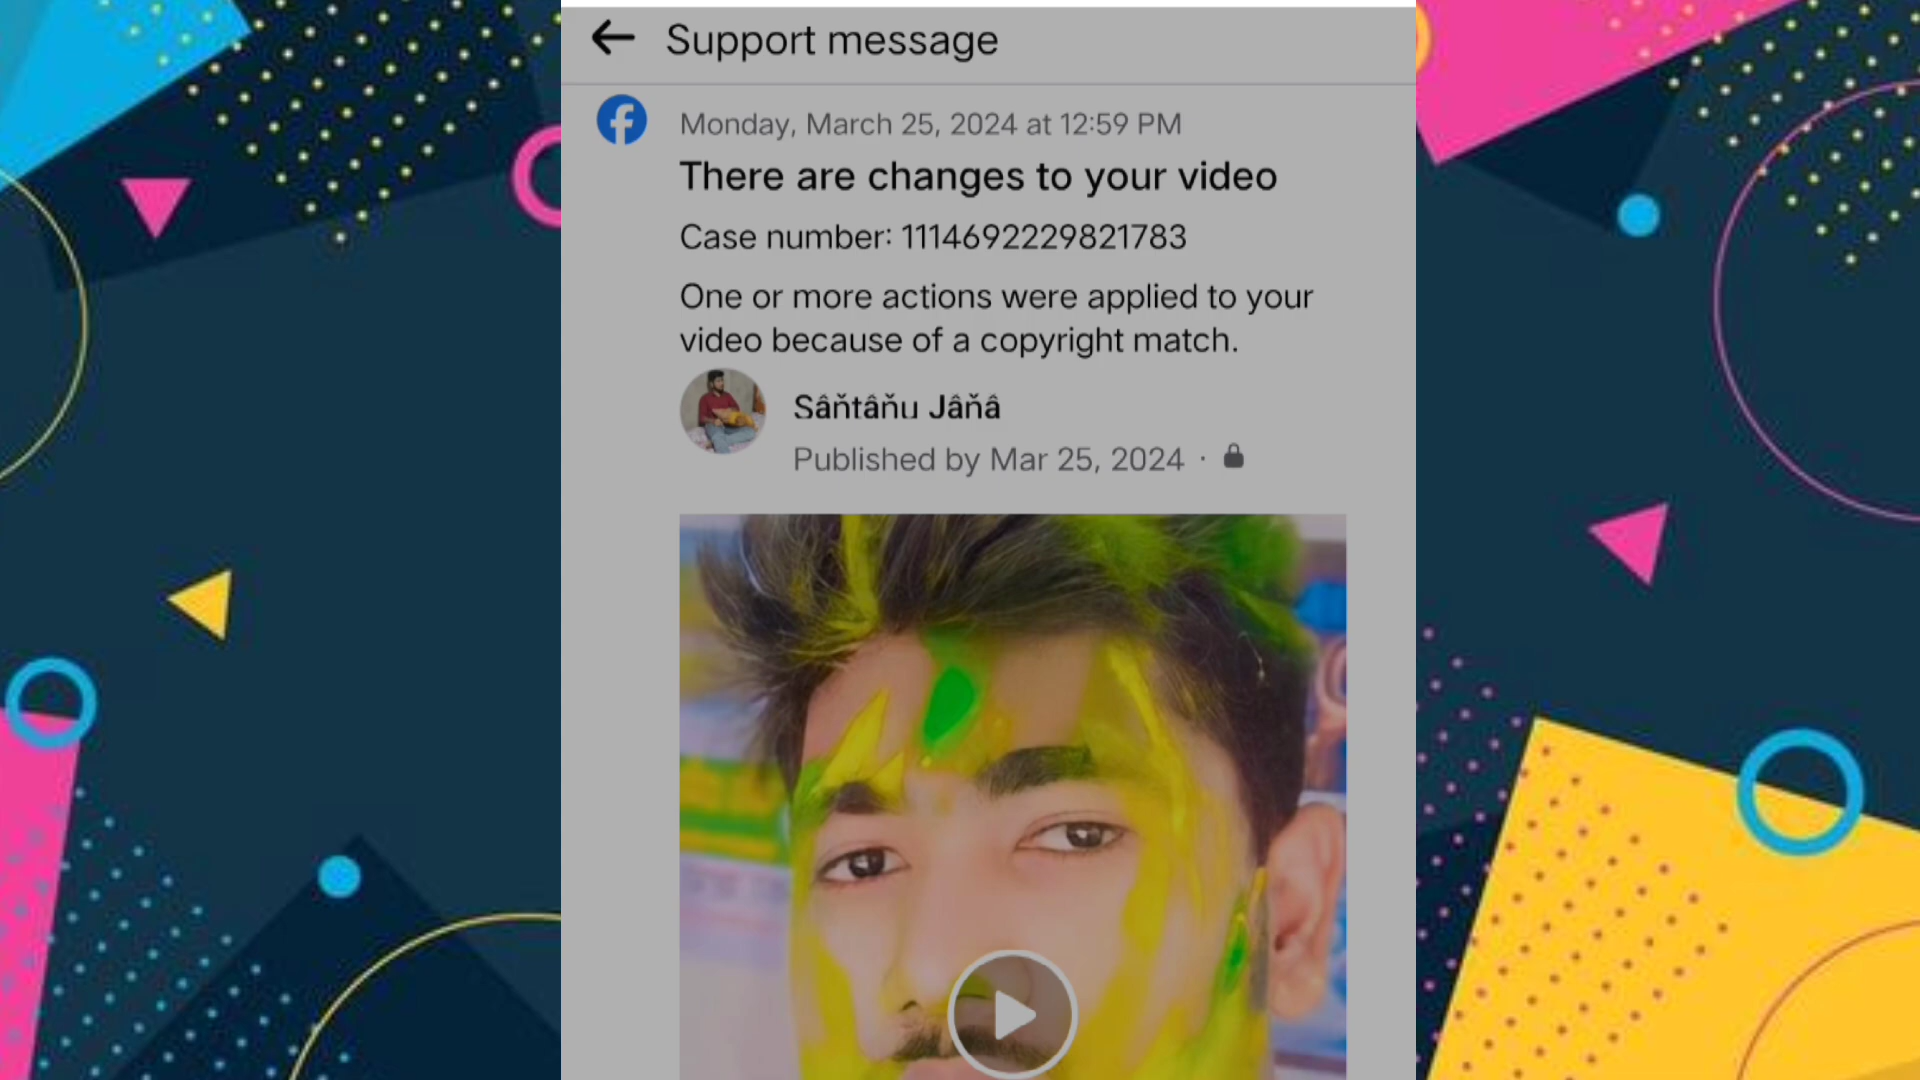 Support message
Monday, March 25, 2024 at 12:59 PM
There are changes to your video
Case number: 1114692229821783
One or more actions were applied to your
video because of a copyright match.
Sâňtâňu Jâňâ
Published by Mar 25, 2024 ·